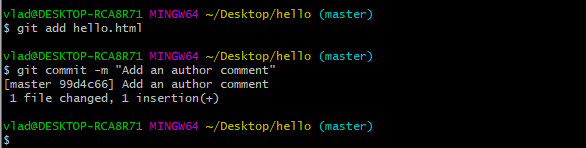 vlad@DESKTOP-RCA8R71 MINGW64 ~/Desktop/hello (master)
$ git add hello.html
vlad@DESKTOP-RCA8R71 MINGW64 ~/Desktop/hello (master)
$ git commit -m "Add an author comment"
[master 99d4c66] Add an author comment
 1 file changed, 1 insertion(+)
vlad@DESKTOP-RCA8R71 MINGW64 ~/Desktop/hello (master)
$